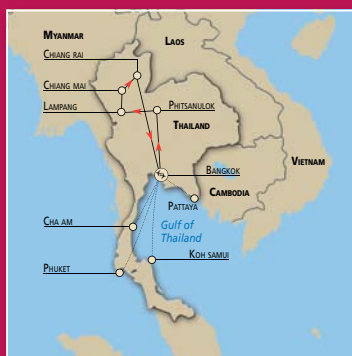 MYANMAR
LAOS
CHIANG RAI
CHIANG MAI
LAMPANG
PHITSANULOK
THAILAND
BANGKOK
VIETNAM
CAMBODIA
PATTAYA
CHA AM
Gulf of
Thailand
KOH SAMUI
PHUKET